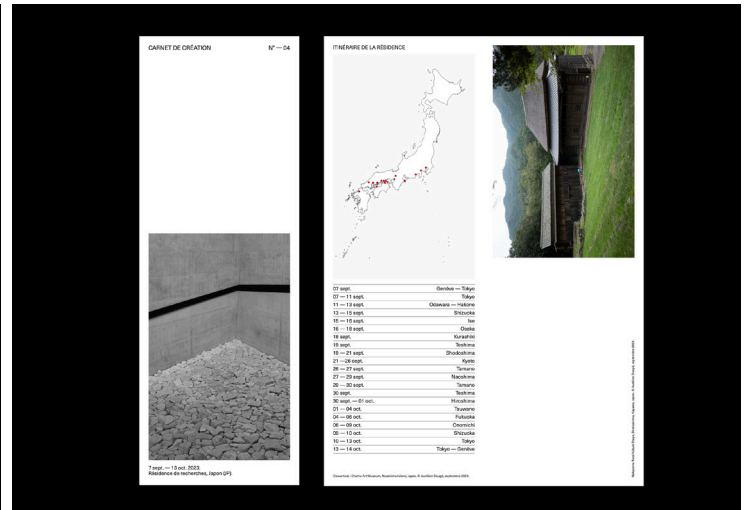 CARNET DE CRÉATION
N° — 04
7 sept. — 13 oct. 2023.
Résidence de recherches, Japon (JP).
ITINÉRAIRE DE LA RÉSIDENCE
07 sept. Genève — Tokyo
07 — 11 sept. Tokyo
11 — 13 sept. Odawara — Hakone
13 — 15 sept. Shizuoka
15 — 16 sept. Ise
16 — 18 sept. Osaka
18 sept. Kurashiki
19 sept. Teshima
19 — 21 sept. Shodoshima
21 —26 sept. Kyoto
26 — 27 sept. Tamano
27 — 29 sept. Naoshima
29 — 30 sept. Tamano
30 sept. Teshima
30 sept. — 01 oct. Hiroshima
01 — 04 oct. Tsuwano
04 — 06 oct. Fukuoka
06 — 09 oct. Onomichi
09 — 10 oct. Shizuoka
10 — 13 oct. Tokyo
13 — 14 oct. Tokyo — Genève